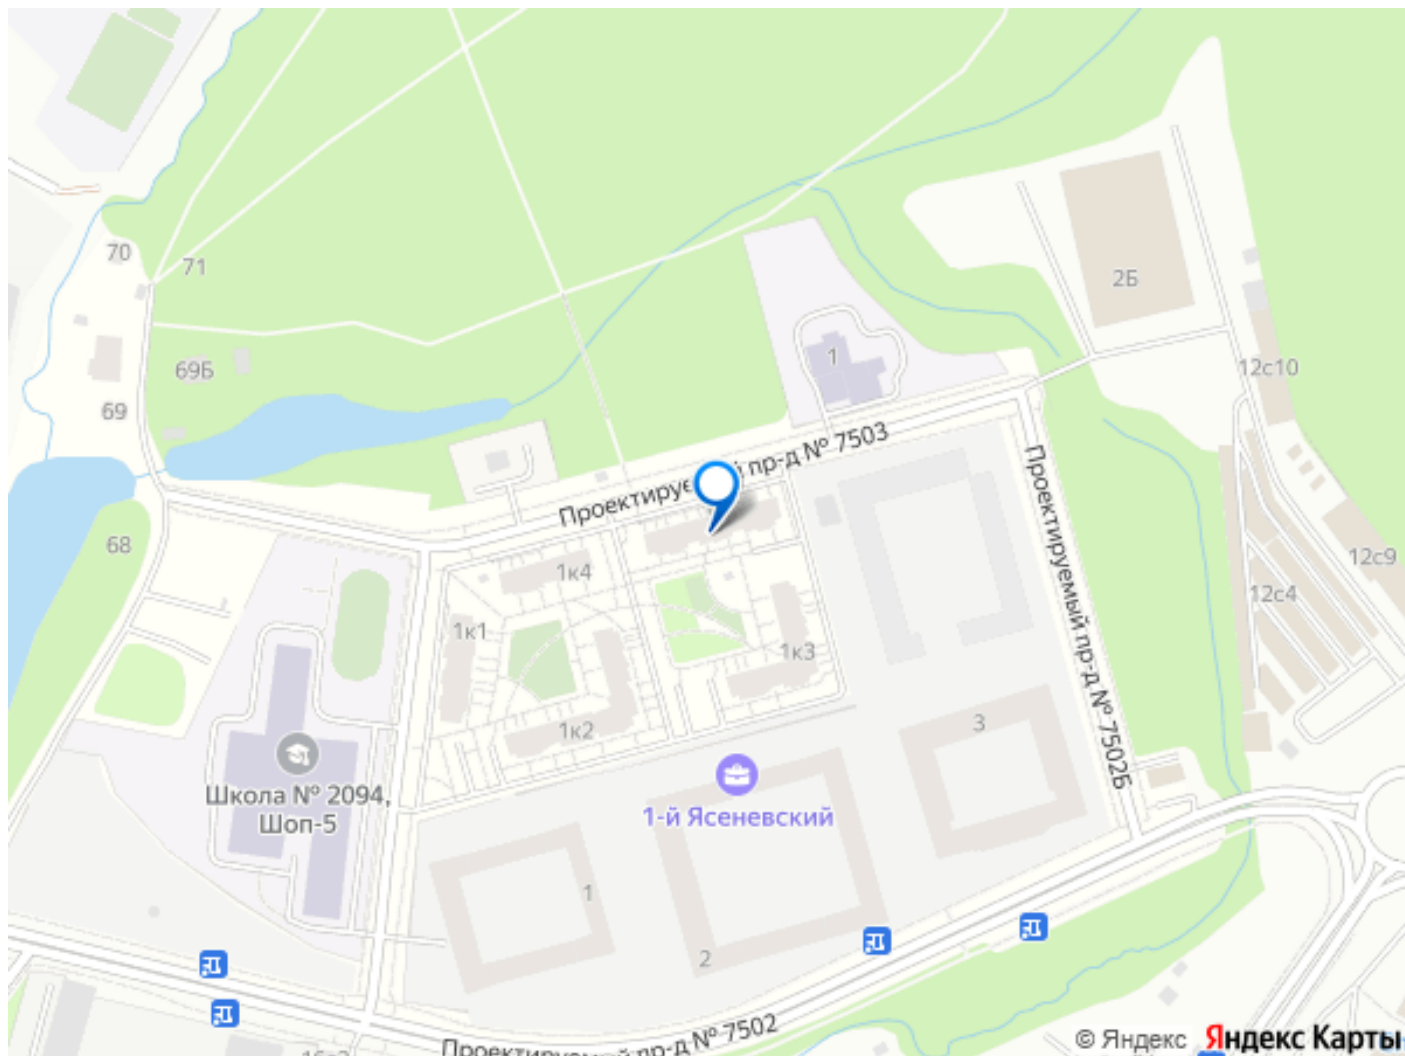 70
71
2Б
1
12с10
69Б
69
Проектируе
й пр-д № 7503
Проектируемый пр-д № 7502Б
68
1к4
12с9
12с4
1к1
1к3
1к2
3
Школа № 2094,
Шоп-5
1-й Ясеневский
1
2
Проектируемый пр-д № 7502
© Яндекс Яндекс Карты